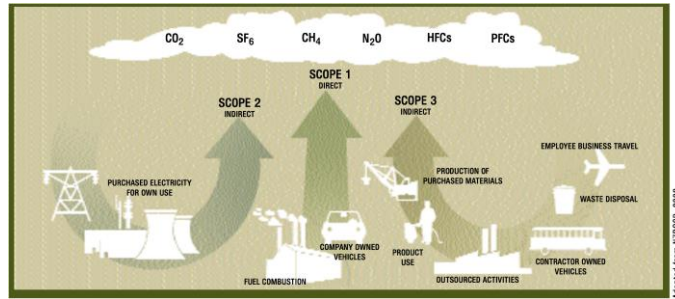 CO₂ SF₆ CH₄ N₂O HFCs PFCs
SCOPE 1
DIRECT
SCOPE 2
INDIRECT
SCOPE 3
INDIRECT
EMPLOYEE BUSINESS TRAVEL
PURCHASED ELECTRICITY
FOR OWN USE
PRODUCTION OF
PURCHASED MATERIALS
WASTE DISPOSAL
COMPANY OWNED
VEHICLES
PRODUCT
USE
CONTRACTOR OWNED
VEHICLES
FUEL COMBUSTION
OUTSOURCED ACTIVITIES